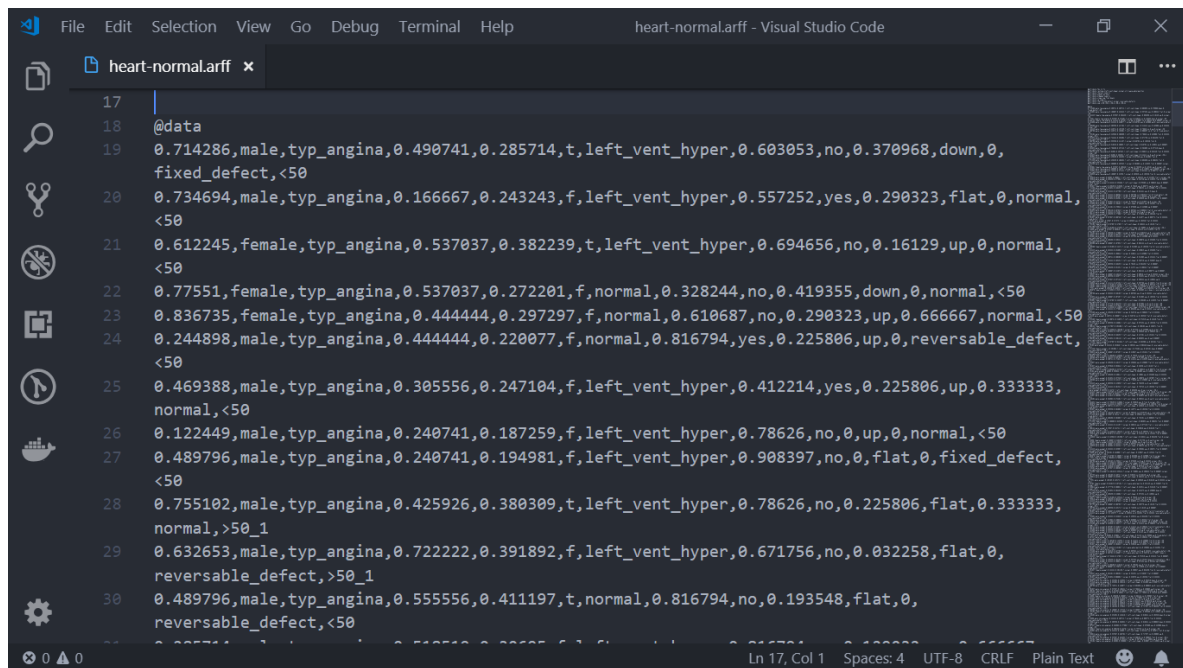 File Edit Selection View Go Debug Terminal Help heart-normal.arff - Visual Studio Code
heart-normal.arff ×
17
18 @data
19 0.714286,male,typ_angina,0.490741,0.285714,t,left_vent_hyper,0.603053,no,0.370968,down,0,
fixed_defect,<50
20 0.734694,male,typ_angina,0.166667,0.243243,f,left_vent_hyper,0.557252,yes,0.290323,flat,0,normal,
<50
21 0.612245,female,typ_angina,0.537037,0.382239,t,left_vent_hyper,0.694656,no,0.16129,up,0,normal,
<50
22 0.77551,female,typ_angina,0.537037,0.272201,f,normal,0.328244,no,0.419355,down,0,normal,<50
23 0.836735,female,typ_angina,0.444444,0.297297,f,normal,0.610687,no,0.290323,up,0.666667,normal,<50
24 0.244898,male,typ_angina,0.444444,0.220077,f,normal,0.816794,yes,0.225806,up,0,reversable_defect,
<50
25 0.469388,male,typ_angina,0.305556,0.247104,f,left_vent_hyper,0.412214,yes,0.225806,up,0.333333,
normal,<50
26 0.122449,male,typ_angina,0.240741,0.187259,f,left_vent_hyper,0.78626,no,0,up,0,normal,<50
27 0.489796,male,typ_angina,0.240741,0.194981,f,left_vent_hyper,0.908397,no,0,flat,0,fixed_defect,
<50
28 0.755102,male,typ_angina,0.425926,0.380309,t,left_vent_hyper,0.78626,no,0.225806,flat,0.333333,
normal,>50_1
29 0.632653,male,typ_angina,0.722222,0.391892,f,left_vent_hyper,0.671756,no,0.032258,flat,0,
reversable_defect,>50_1
30 0.489796,male,typ_angina,0.555556,0.411197,t,normal,0.816794,no,0.193548,flat,0,
reversable_defect,<50
0 0 Ln 17, Col 1 Spaces: 4 UTF-8 CRLF Plain Text